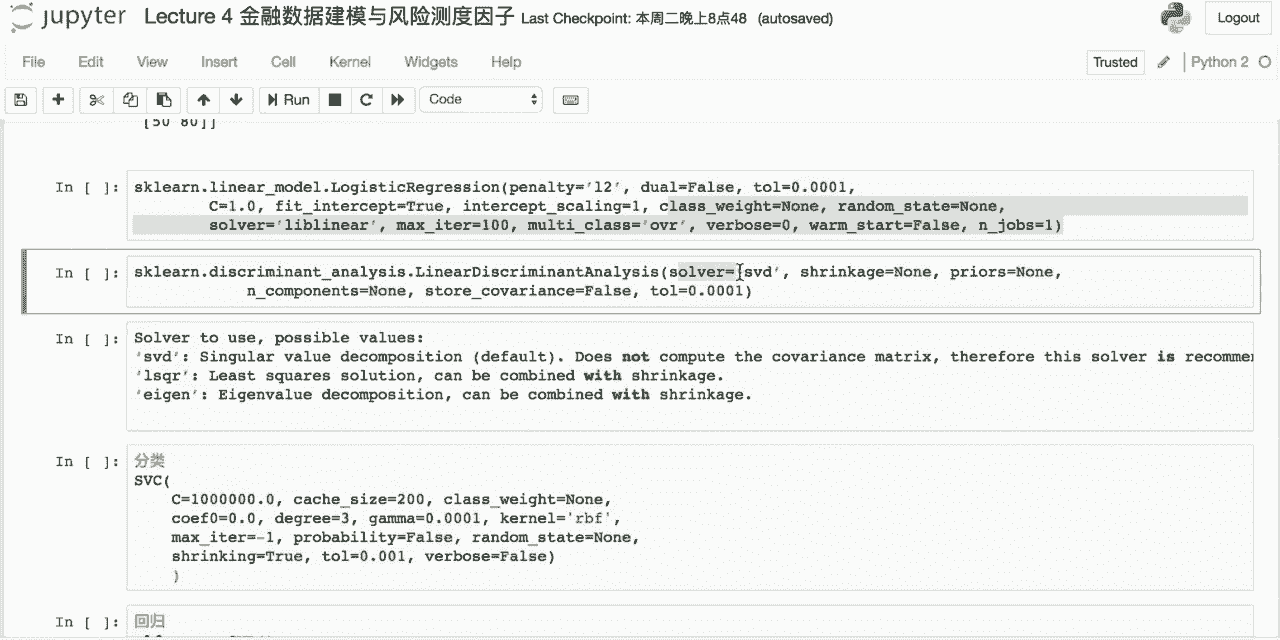 jupyter Lecture 4 金融数据建模与风险测度因子 Last Checkpoint: 本周二晚上8点48 (autosaved)
Logout
File Edit View Insert Cell Kernel Widgets Help
Trusted Python 2
Run Code
[50 80]]
In [ ]: sklearn.linear_model.LogisticRegression(penalty='l2', dual=False, tol=0.0001,
C=1.0, fit_intercept=True, intercept_scaling=1, class_weight=None, random_state=None,
solver='liblinear', max_iter=100, multi_class='ovr', verbose=0, warm_start=False, n_jobs=1)
In [ ]: sklearn.discriminant_analysis.LinearDiscriminantAnalysis(solver='svd', shrinkage=None, priors=None,
n_components=None, store_covariance=False, tol=0.0001)
In [ ]: Solver to use, possible values:
'svd': Singular value decomposition (default). Does not compute the covariance matrix, therefore this solver is recommen
'lsqr': Least squares solution, can be combined with shrinkage.
'eigen': Eigenvalue decomposition, can be combined with shrinkage.
In [ ]: 分类
SVC(
C=1000000.0, cache_size=200, class_weight=None,
coef0=0.0, degree=3, gamma=0.0001, kernel='rbf',
max_iter=-1, probability=False, random_state=None,
shrinking=True, tol=0.001, verbose=False)
)
In [ ]: 回归